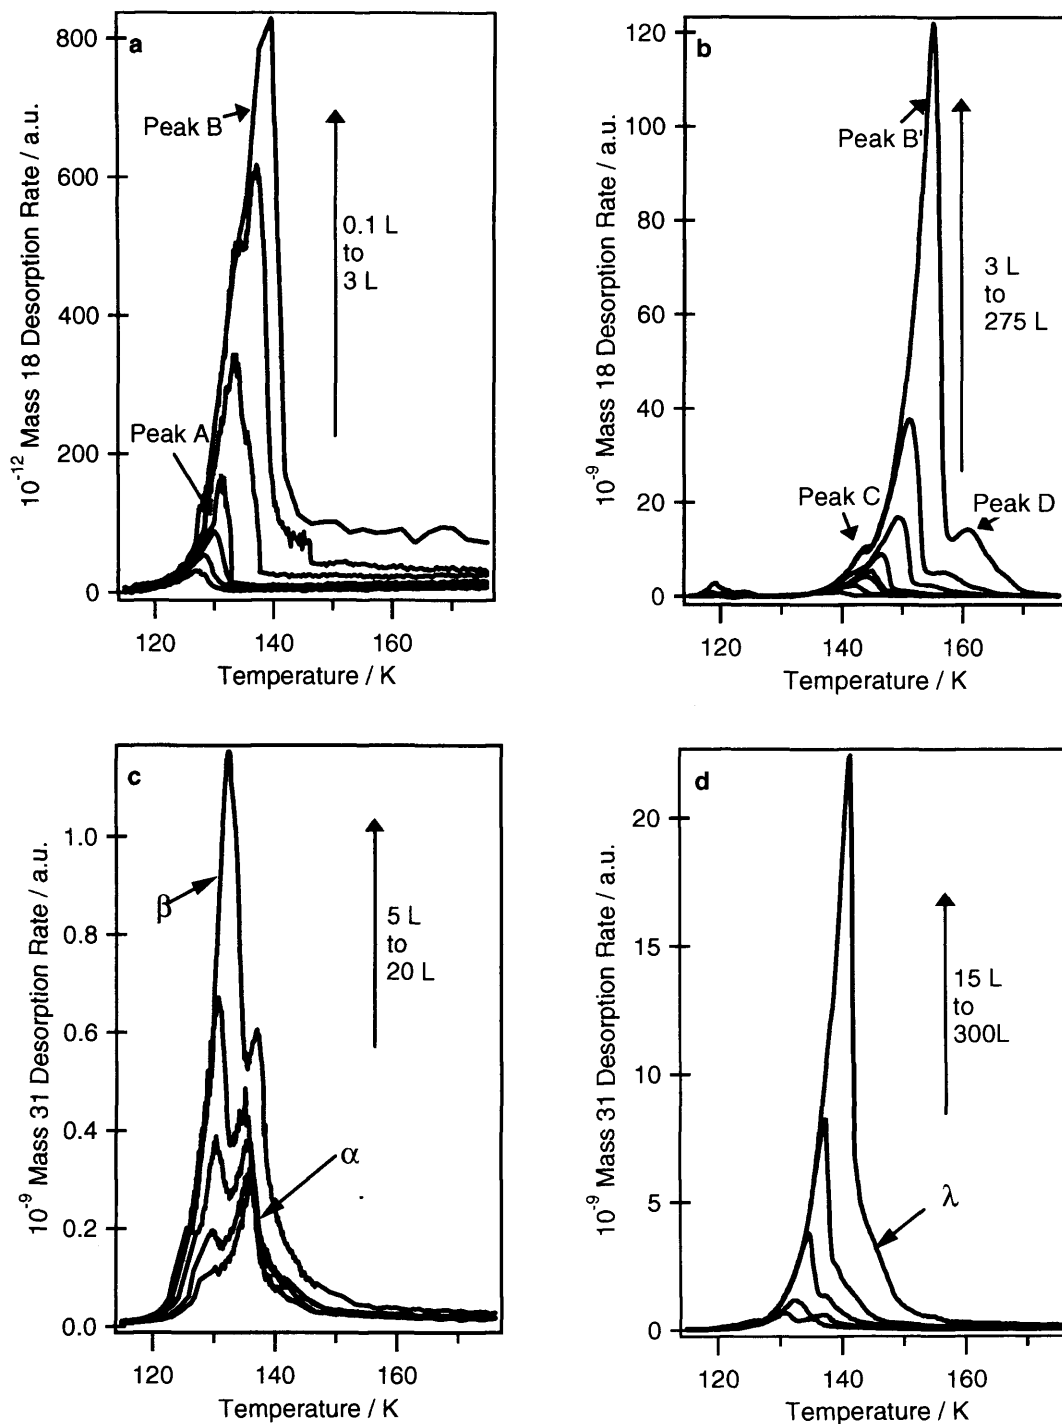 a
800
600
400
200
0
10⁻¹² Mass 18 Desorption Rate / a.u.
Peak B
Peak A
0.1 L
to
3 L
120
140
160
Temperature / K
b
120
100
80
60
40
20
0
10⁻⁹ Mass 18 Desorption Rate / a.u.
Peak B'
Peak C
Peak D
3 L
to
275 L
120
140
160
Temperature / K
c
1.0
0.8
0.6
0.4
0.2
0.0
10⁻⁹ Mass 31 Desorption Rate / a.u.
β
α
5 L
to
20 L
120
140
160
Temperature / K
d
20
15
10
5
0
10⁻⁹ Mass 31 Desorption Rate / a.u.
λ
15 L
to
300L
120
140
160
Temperature / K